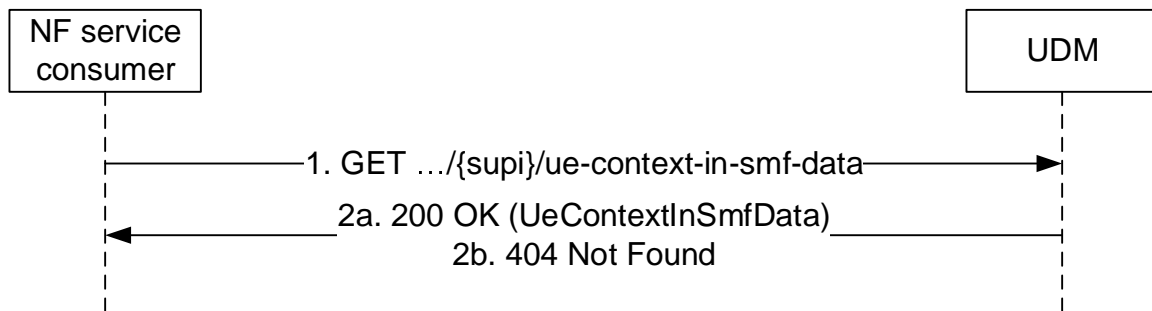 NF service
consumer
UDM
1. GET …/{supi}/ue-context-in-smf-data
2a. 200 OK (UeContextInSmfData)
2b. 404 Not Found